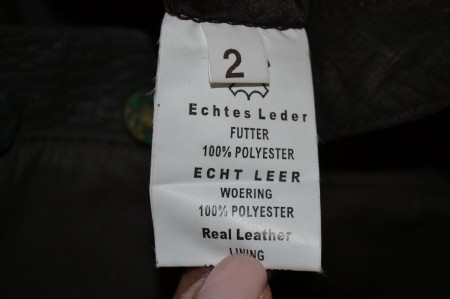 2
Echtes Leder
FUTTER
100% POLYESTER
ECHT LEER
WOERING
100% POLYESTER
Real Leather
LINING